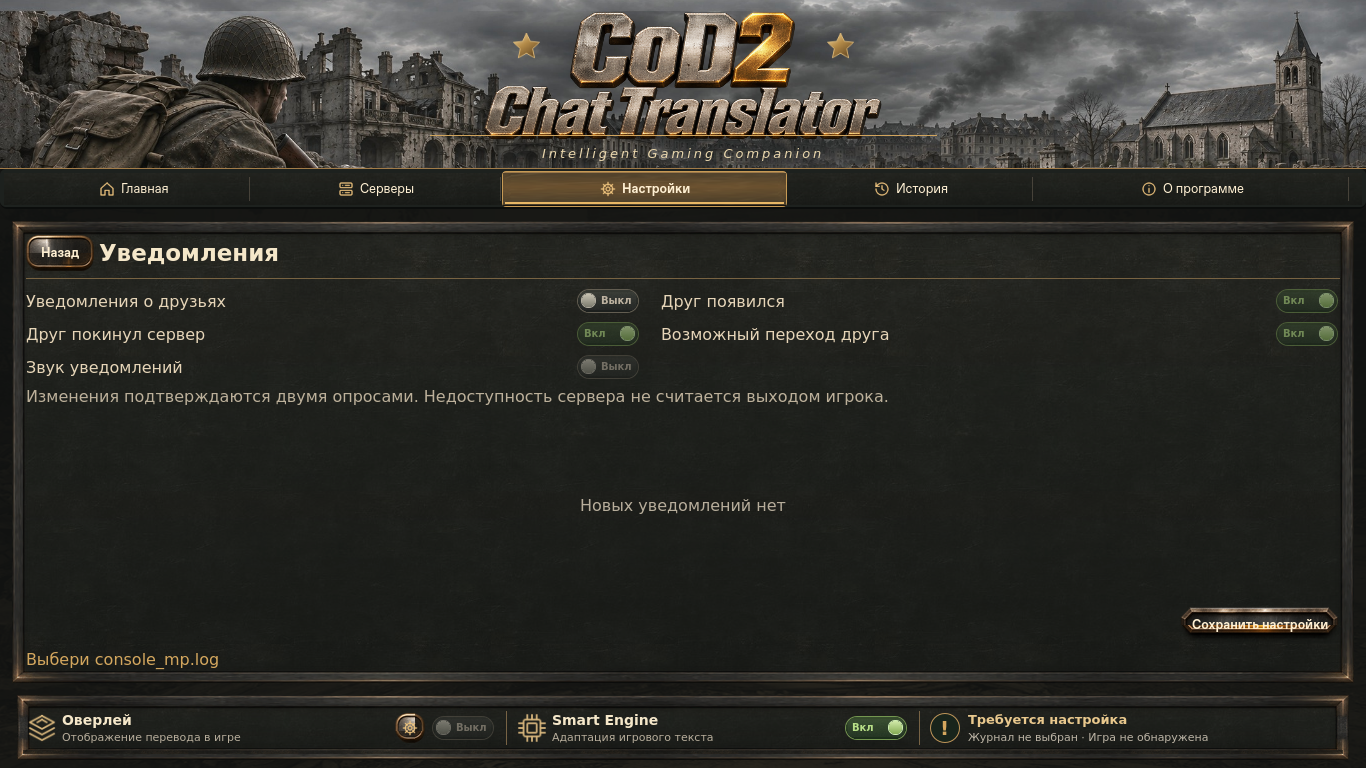 CoD2
Chat Translator
Intelligent Gaming Companion
Главная
Серверы
Настройки
История
О программе
Назад
Уведомления
Уведомления о друзьях
Выкл
Друг появился
Вкл
Друг покинул сервер
Вкл
Возможный переход друга
Вкл
Звук уведомлений
Выкл
Изменения подтверждаются двумя опросами. Недоступность сервера не считается выходом игрока.
Новых уведомлений нет
Сохранить настройки
Выбери console_mp.log
Оверлей
Отображение перевода в игре
Выкл
Smart Engine
Адаптация игрового текста
Вкл
!
Требуется настройка
Журнал не выбран · Игра не обнаружена